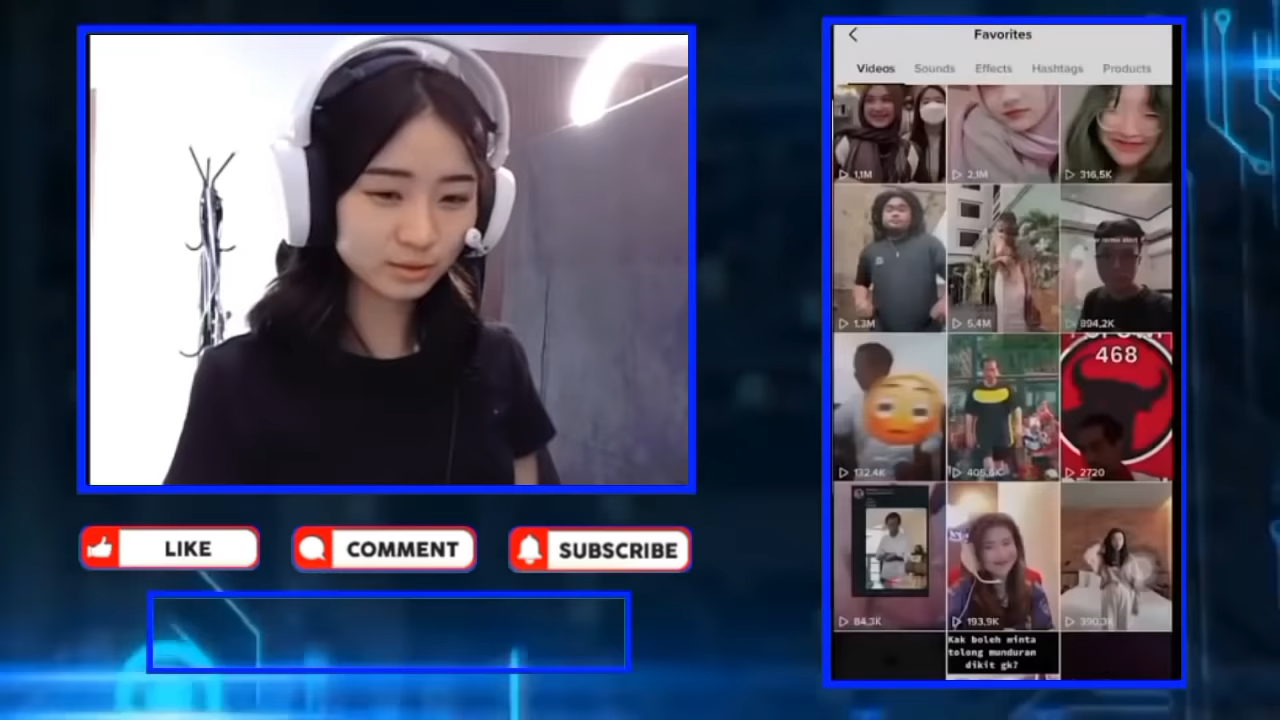 LIKE
COMMENT
SUBSCRIBE
Favorites
Videos Sounds Effects Hashtags Products
1
1.1M
2.1M
316,5K
1.3M
5.4M
894,2K
132.4K
2720
468
84,3K
193.9K
390,3K
Kak boleh minta
tolong munduran
dikit gk?